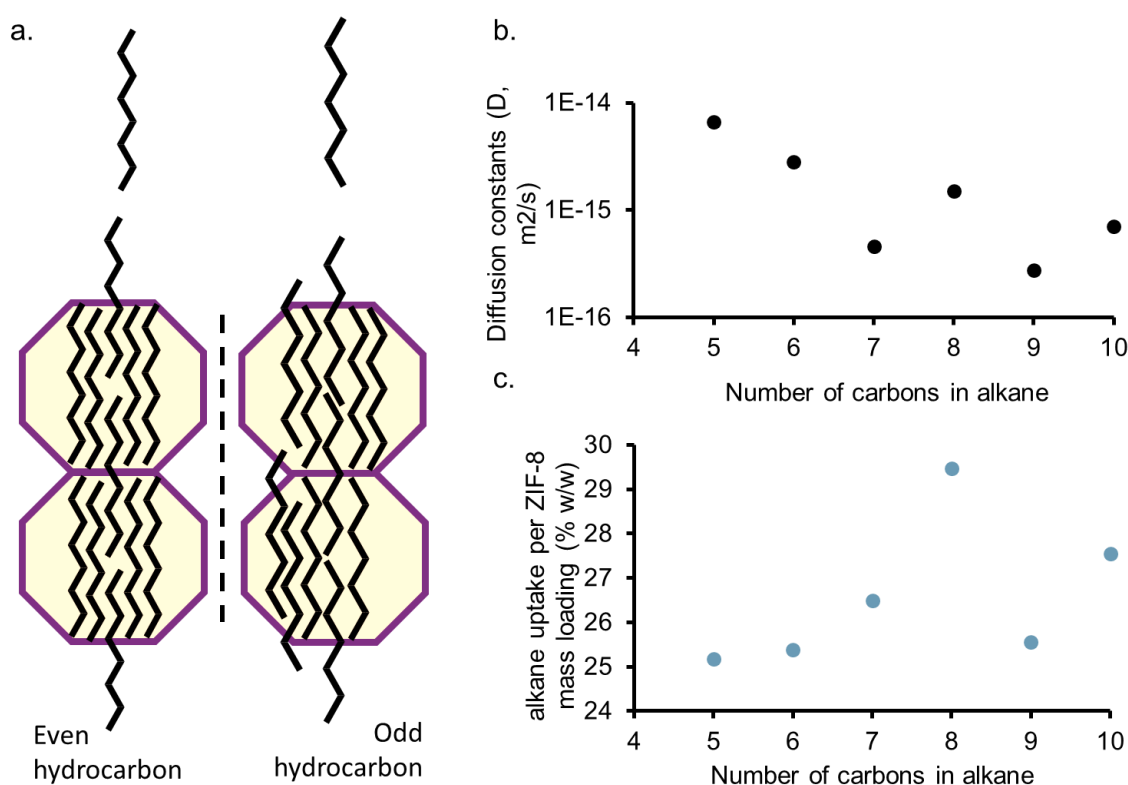 a.
Even
hydrocarbon
Odd
hydrocarbon
b.
Diffusion constants (D,
m2/s)
1E-14
1E-15
1E-16
4 5 6 7 8 9 10
Number of carbons in alkane
c.
alkane uptake per ZIF-8
mass loading (% w/w)
30
29
28
27
26
25
24
4 5 6 7 8 9 10
Number of carbons in alkane